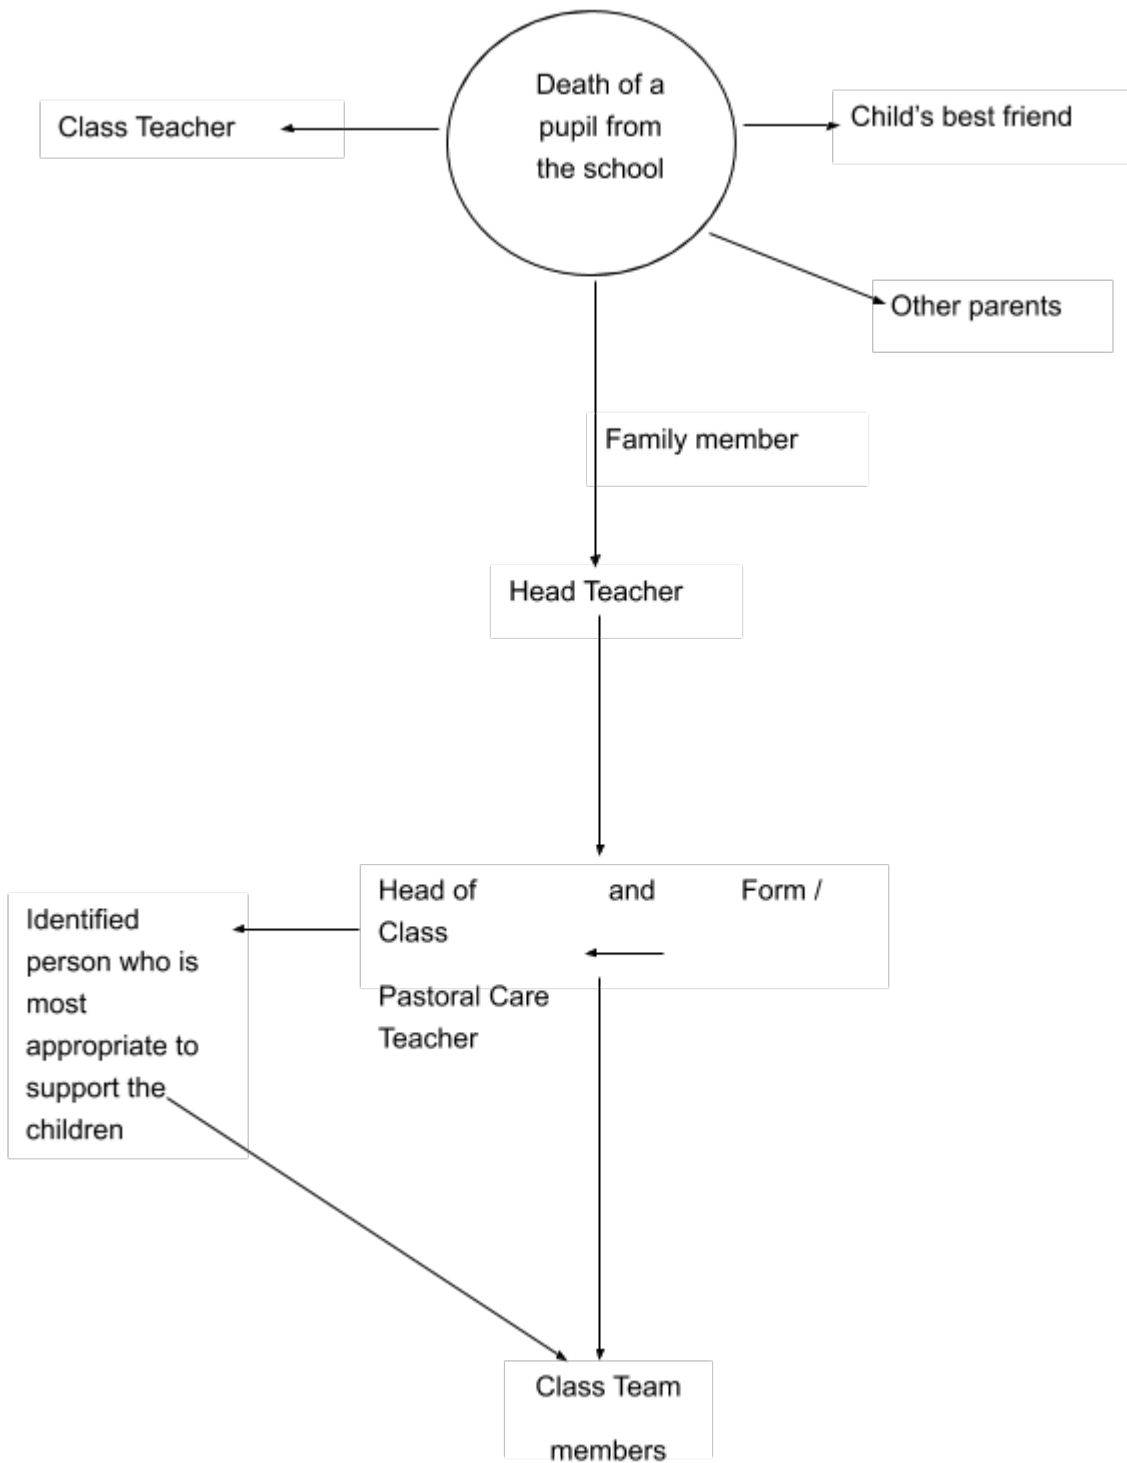 Death of a
pupil from
the school
Class Teacher
Child's best friend
Other parents
Family member
Head Teacher
Head of and Form /
Class
Pastoral Care
Teacher
Identified
person who is
most
appropriate to
support the
children
Class Team
members